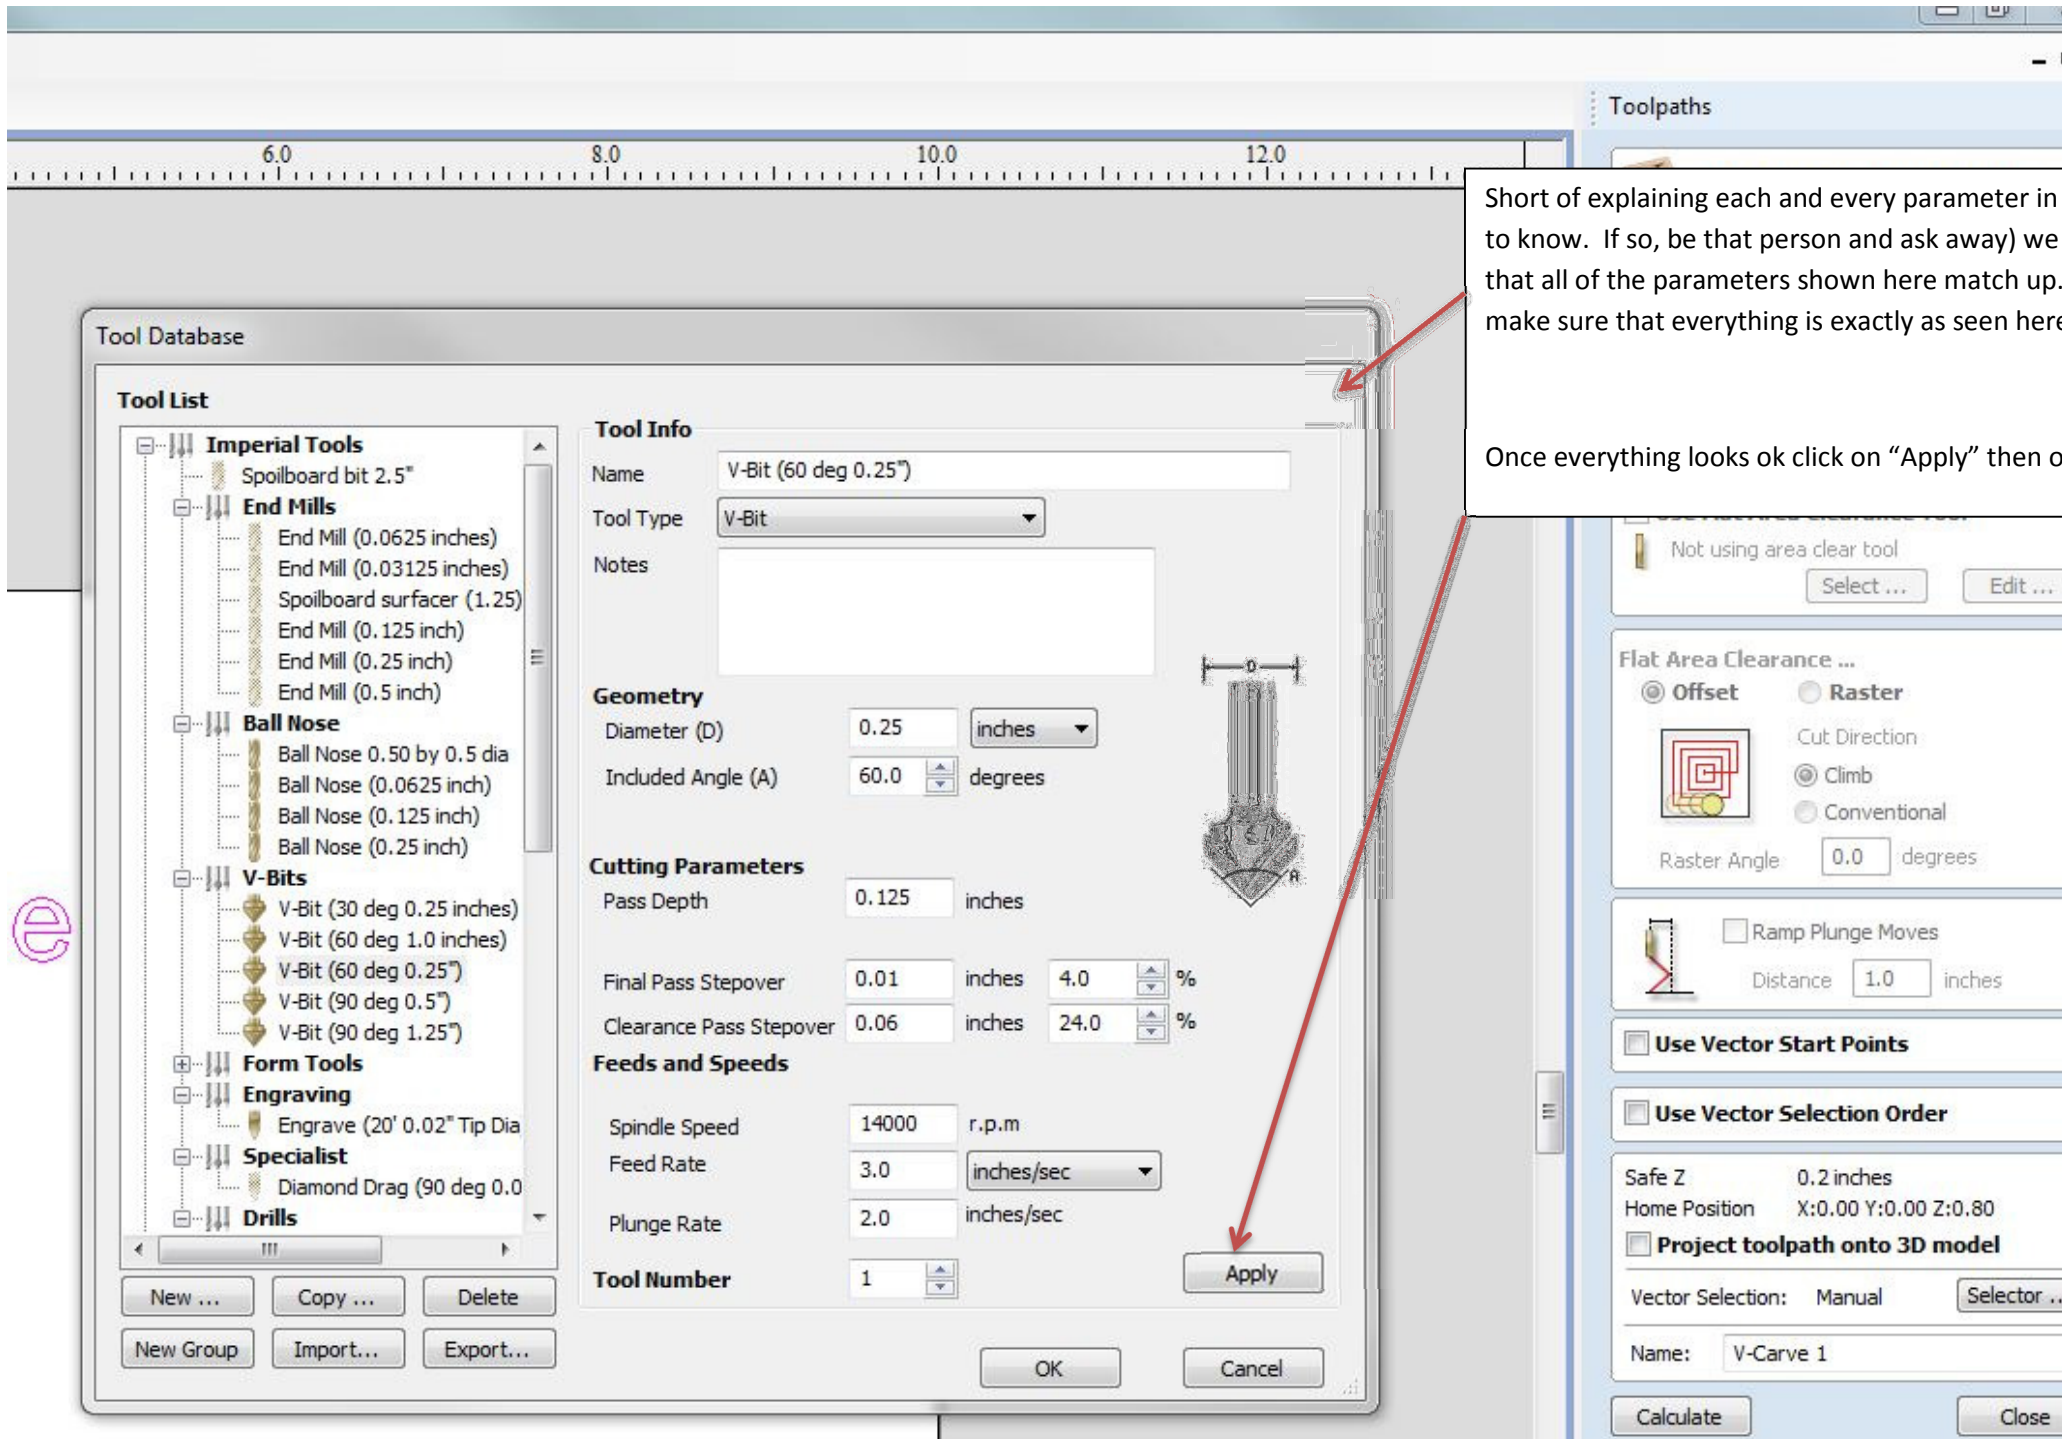 Toolpaths
6.0 8.0 10.0 12.0
Short of explaining each and every parameter in
to know. If so, be that person and ask away) we
that all of the parameters shown here match up.
make sure that everything is exactly as seen here
Once everything looks ok click on “Apply” then
Tool Database
Tool List
Imperial Tools
Spoilboard bit 2.5"
End Mills
End Mill (0.0625 inches)
End Mill (0.03125 inches)
Spoilboard surfacer (1.25)
End Mill (0.125 inch)
End Mill (0.25 inch)
End Mill (0.5 inch)
Ball Nose
Ball Nose 0.50 by 0.5 dia
Ball Nose (0.0625 inch)
Ball Nose (0.125 inch)
Ball Nose (0.25 inch)
V-Bits
V-Bit (30 deg 0.25 inches)
V-Bit (60 deg 1.0 inches)
V-Bit (60 deg 0.25")
V-Bit (90 deg 0.5")
V-Bit (90 deg 1.25")
Form Tools
Engraving
Engrave (20' 0.02" Tip Dia
Specialist
Diamond Drag (90 deg 0.0
Drills
New ... Copy ... Delete
New Group Import... Export...
Tool Info
Name V-Bit (60 deg 0.25")
Tool Type V-Bit
Notes
D
A
Geometry
Diameter (D) 0.25 inches
Included Angle (A) 60.0 degrees
Cutting Parameters
Pass Depth 0.125 inches
Final Pass Stepover 0.01 inches 4.0 %
Clearance Pass Stepover 0.06 inches 24.0 %
Feeds and Speeds
Spindle Speed 14000 r.p.m
Feed Rate 3.0 inches/sec
Plunge Rate 2.0 inches/sec
Tool Number 1
Apply
OK Cancel
e
Not using area clear tool
Select ... Edit ...
Flat Area Clearance ...
Offset Raster
Cut Direction
Climb
Conventional
Raster Angle 0.0 degrees
Ramp Plunge Moves
Distance 1.0 inches
Use Vector Start Points
Use Vector Selection Order
Safe Z 0.2 inches
Home Position X:0.00 Y:0.00 Z:0.80
Project toolpath onto 3D model
Vector Selection: Manual Selector ..
Name: V-Carve 1
Calculate Close